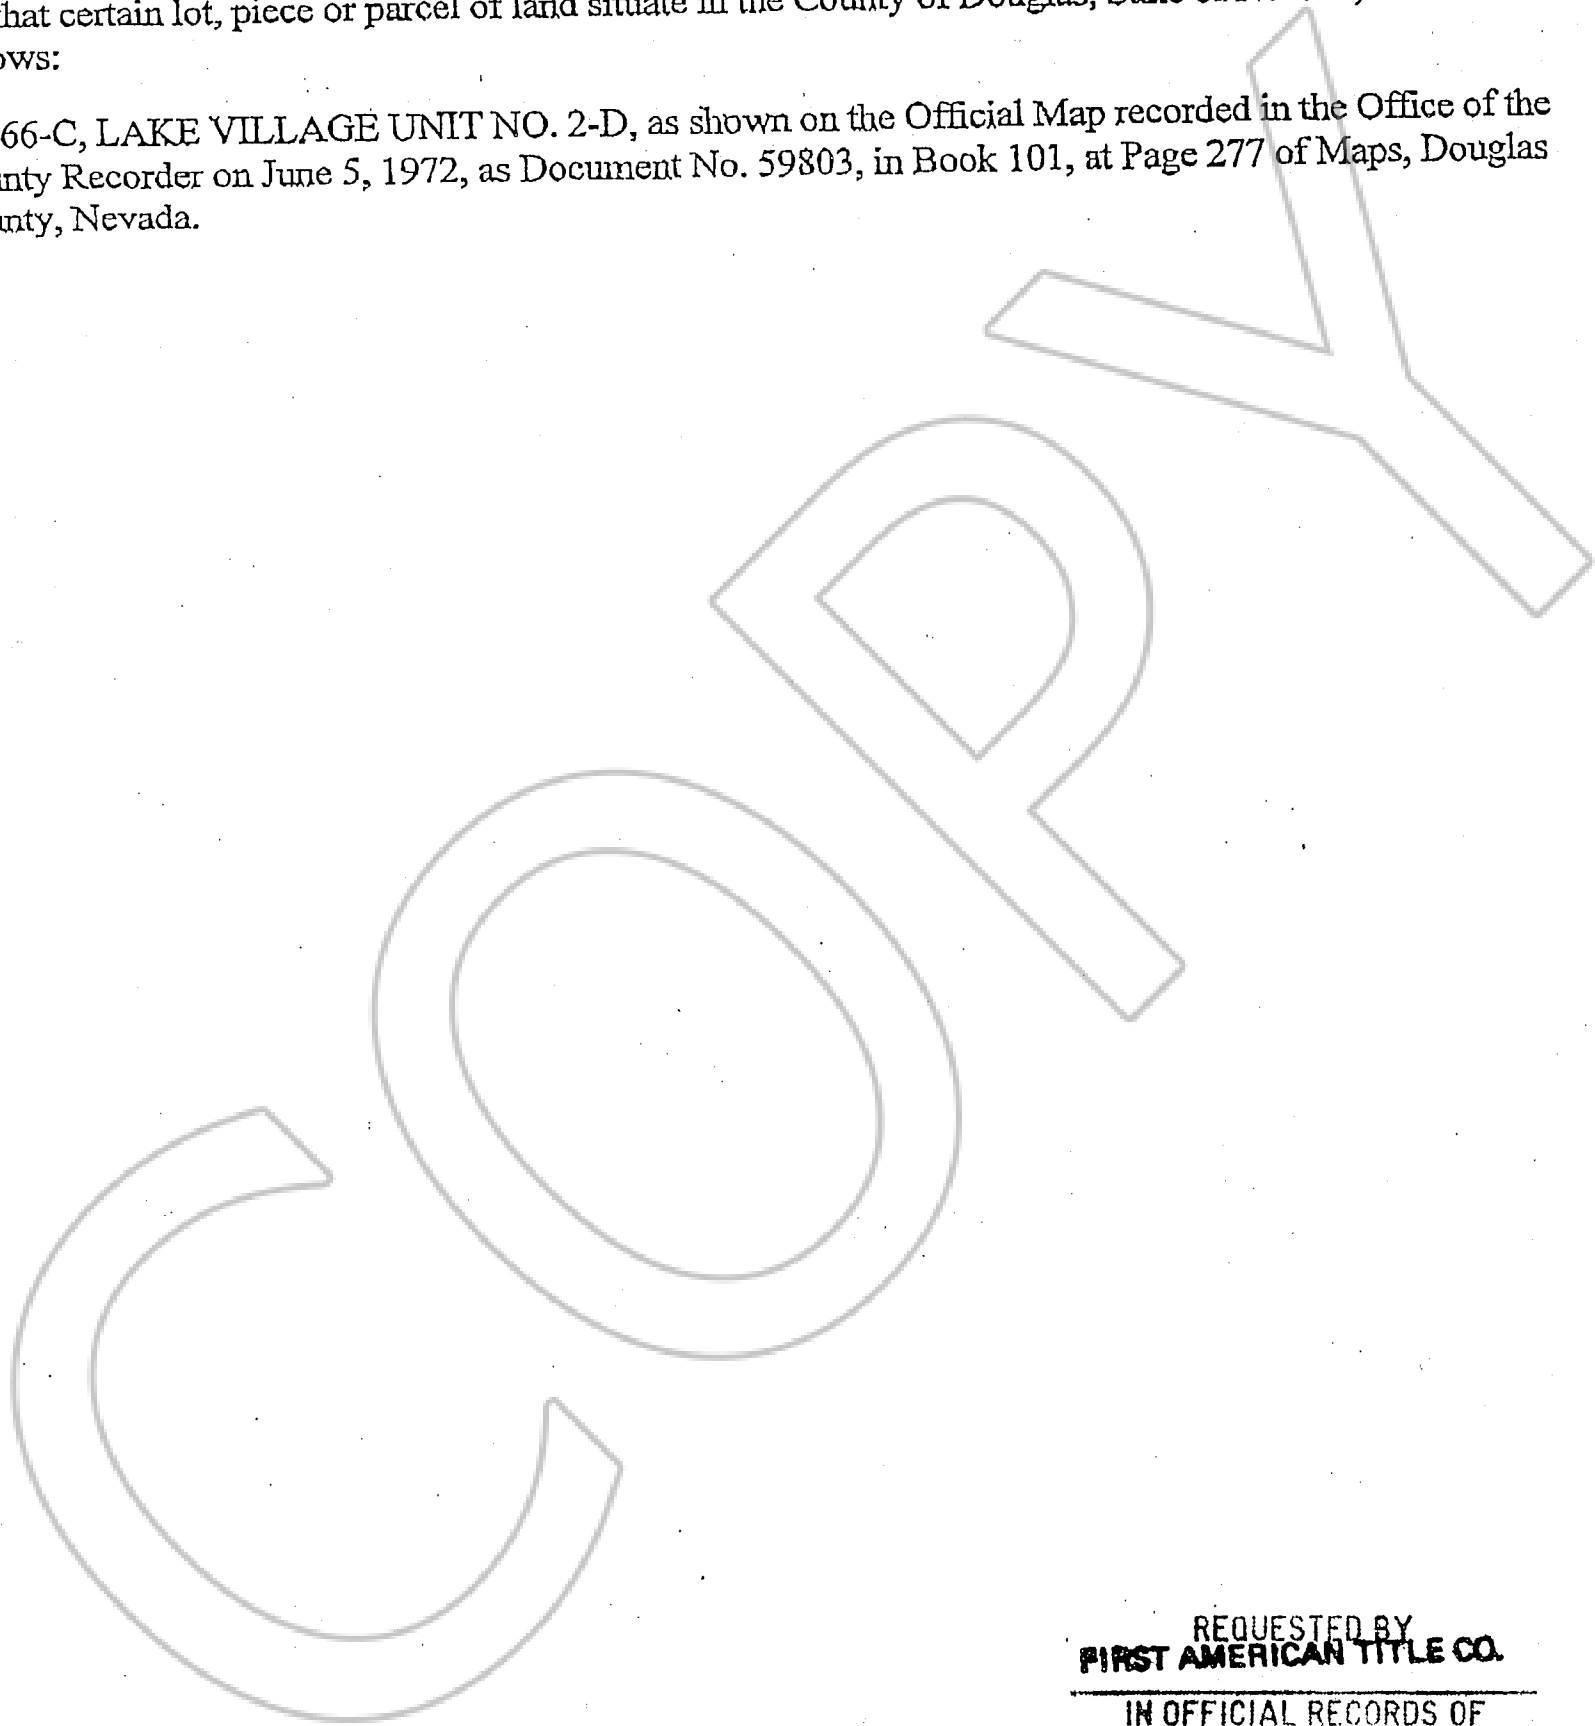 hat certain lot, piece or parcel of land situate in the County of Douglas,
ows:
66-C, LAKE VILLAGE UNIT NO. 2-D, as shown on the Official Map recorded in the Office of the
nty Recorder on June 5, 1972, as Document No. 59803, in Book 101, at Page 277 of Maps, Douglas
nty, Nevada.
COPY
REQUESTED BY
FIRST AMERICAN TITLE CO.
IN OFFICIAL RECORDS OF